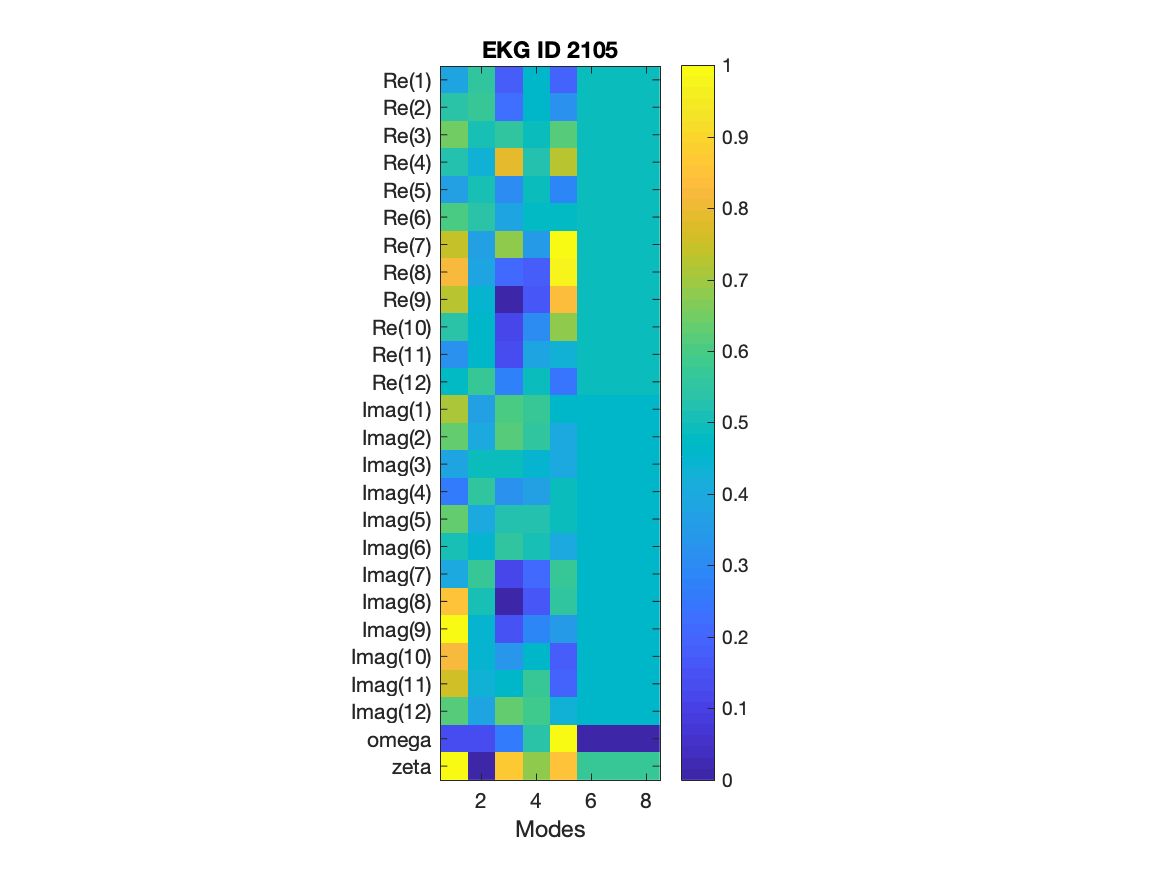 EKG ID 2105
Re(1)
Re(2)
Re(3)
Re(4)
Re(5)
Re(6)
Re(7)
Re(8)
Re(9)
Re(10)
Re(11)
Re(12)
Imag(1)
Imag(2)
Imag(3)
Imag(4)
Imag(5)
Imag(6)
Imag(7)
Imag(8)
Imag(9)
Imag(10)
Imag(11)
Imag(12)
omega
zeta
2 4 6 8
Modes
1
0.9
0.8
0.7
0.6
0.5
0.4
0.3
0.2
0.1
0